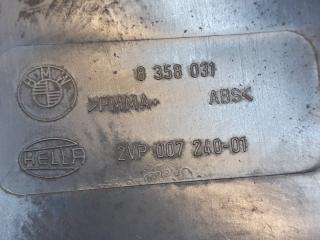 BMW
8 358 031
>PMMA- ABS<
HELLA
2VP 007 240-01